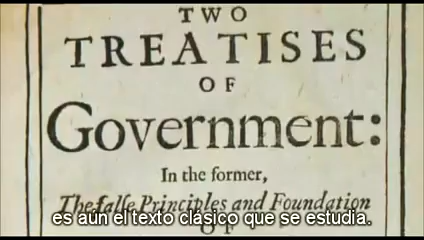 TWO
TREATISES
OF
Government:
In the former,
The false Principles and Foundation
es aún el texto clásico que se estudia.
OF